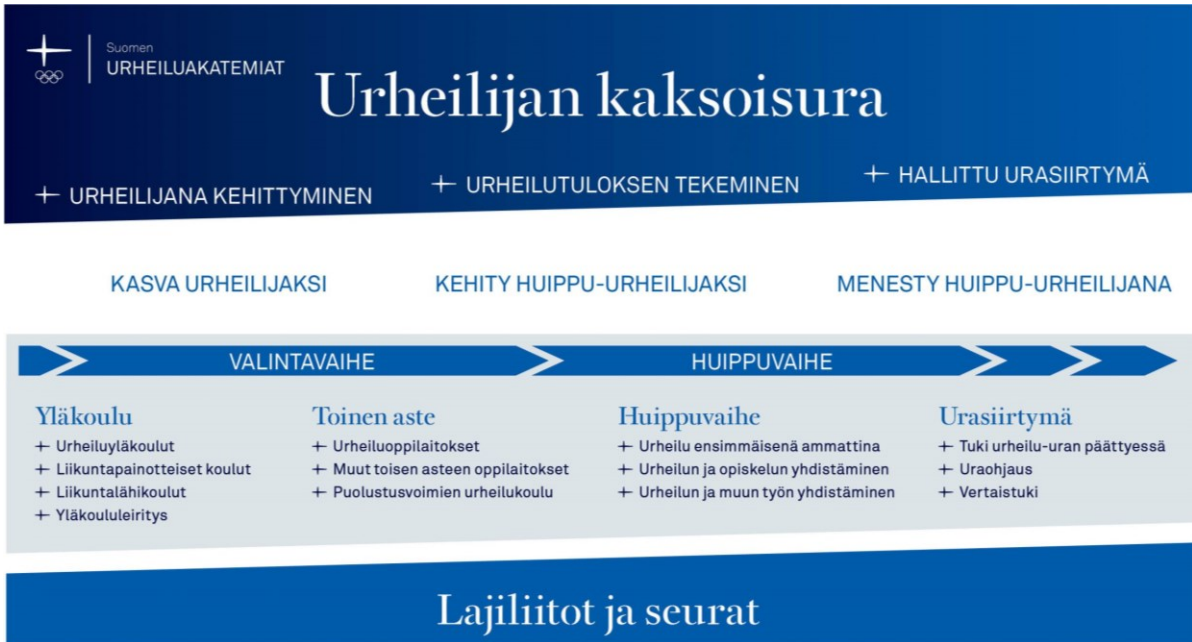 Suomen
URHEILUAKATEMIAT
Urheilijan kaksoisura
URHEILIJANA KEHITTYMINEN
URHEILUTULOKSEN TEKEMINEN
HALLITTU URASIIRTYMÄ
KASVA URHEILIJAKSI
KEHITY HUIPPU-URHEILIJAKSI
MENESTY HUIPPU-URHEILIJANA
VALINTAVAIHE
HUIPPUVAIHE
Yläkoulu
Urheiluyläkoulut
Liikuntapainotteiset koulut
Liikuntalähikoulut
Yläkoululeiritys
Toinen aste
Urheiluoppilaitokset
Muut toisen asteen oppilaitokset
Puolustusvoimien urheilukoulu
Huippuvaihe
Urheilu ensimmäisenä ammattina
Urheilun ja opiskelun yhdistäminen
Urheilun ja muun työn yhdistäminen
Urasiirtymä
Tuki urheilu-uran päättyessä
Uraohjaus
Vertaistuki
Lajiliitot ja seurat